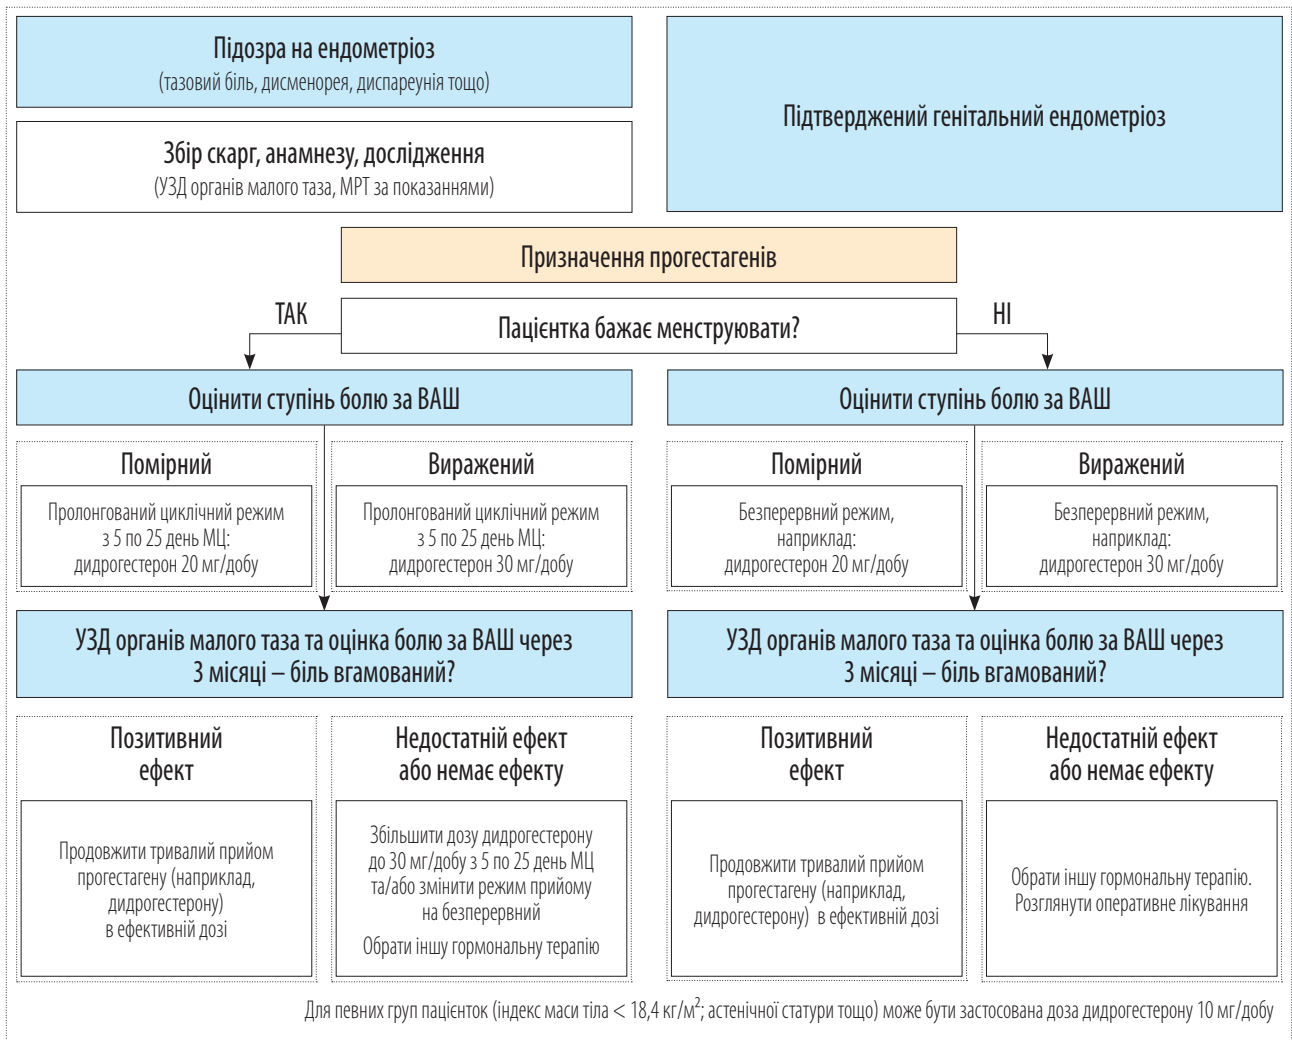 Підозра на ендометріоз
(тазовий біль, дисменорея, диспареунія тощо)
Підтверджений генітальний ендометріоз
Збір скарг, анамнезу, дослідження
(УЗД органів малого таза, МРТ за показаннями)
Призначення прогестагенів
ТАК
Пацієнтка бажає менструювати?
НІ
Оцінити ступінь болю за ВАШ
Помірний
Пролонгований циклічний режим
з 5 по 25 день МЦ:
дидрогестерон 20 мг/добу
Виражений
Пролонгований циклічний режим
з 5 по 25 день МЦ:
дидрогестерон 30 мг/добу
Оцінити ступінь болю за ВАШ
Помірний
Безперервний режим,
наприклад:
дидрогестерон 20 мг/добу
Виражений
Безперервний режим,
наприклад:
дидрогестерон 30 мг/добу
УЗД органів малого таза та оцінка болю за ВАШ через
3 місяці – біль вгамований?
Позитивний
ефект
Продовжити тривалий прийом
прогестагену (наприклад,
дидрогестерону)
в ефективній дозі
Недостатній ефект
або немає ефекту
Збільшити дозу дидрогестерону
до 30 мг/добу з 5 по 25 день МЦ
та/або змінити режим прийому
на безперервний
Обрати іншу гормональну терапію
УЗД органів малого таза та оцінка болю за ВАШ через
3 місяці – біль вгамований?
Позитивний
ефект
Продовжити тривалий прийом
прогестагену (наприклад,
дидрогестерону) в ефективній дозі
Недостатній ефект
або немає ефекту
Обрати іншу гормональну терапію.
Розглянути оперативне лікування
Для певних груп пацієнток (індекс маси тіла < 18,4 кг/м²; астенічної статури тощо) може бути застосована доза дидрогестерону 10 мг/добу